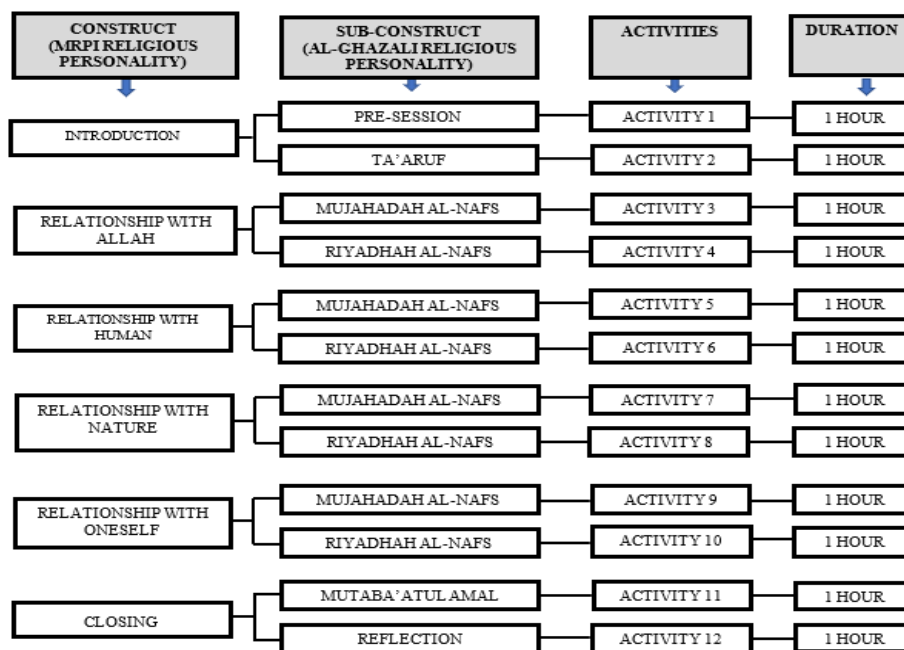 CONSTRUCT
(MRPI RELIGIOUS
PERSONALITY)
SUB-CONSTRUCT
(AL-GHAZALI RELIGIOUS
PERSONALITY)
ACTIVITIES
DURATION
INTRODUCTION
PRE-SESSION
ACTIVITY 1
1 HOUR
TA'ARUF
ACTIVITY 2
1 HOUR
RELATIONSHIP WITH
ALLAH
MUJAHADAH AL-NAFS
ACTIVITY 3
1 HOUR
RIYADHAH AL-NAFS
ACTIVITY 4
1 HOUR
RELATIONSHIP WITH
HUMAN
MUJAHADAH AL-NAFS
ACTIVITY 5
1 HOUR
RIYADHAH AL-NAFS
ACTIVITY 6
1 HOUR
RELATIONSHIP WITH
NATURE
MUJAHADAH AL-NAFS
ACTIVITY 7
1 HOUR
RIYADHAH AL-NAFS
ACTIVITY 8
1 HOUR
RELATIONSHIP WITH
ONESELF
MUJAHADAH AL-NAFS
ACTIVITY 9
1 HOUR
RIYADHAH AL-NAFS
ACTIVITY 10
1 HOUR
CLOSING
MUTABA'ATUL AMAL
ACTIVITY 11
1 HOUR
REFLECTION
ACTIVITY 12
1 HOUR